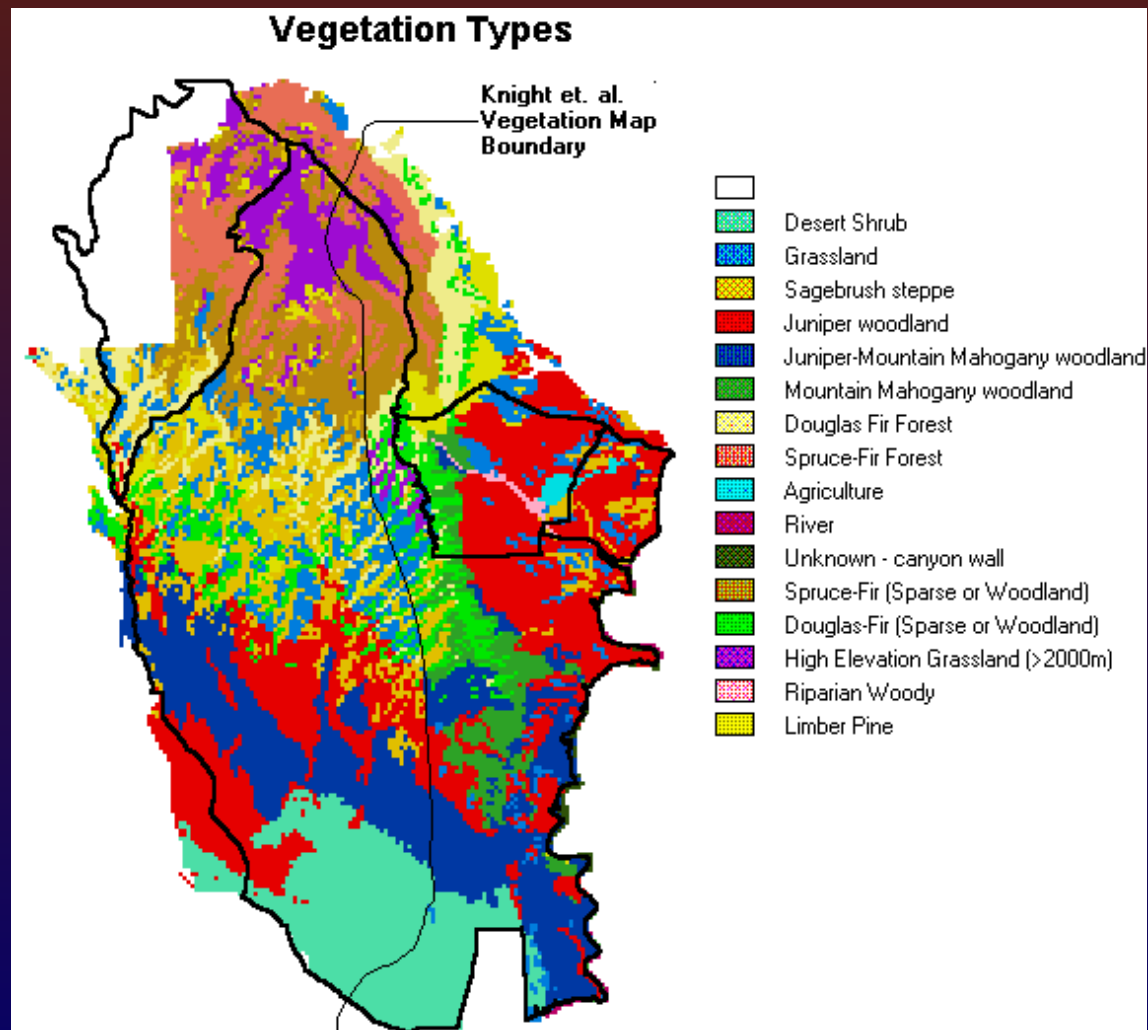 Vegetation Types
Knight et. al.
Vegetation Map
Boundary
Desert Shrub
Grassland
Sagebrush steppe
Juniper woodland
Juniper-Mountain Mahogany woodland
Mountain Mahogany woodland
Douglas Fir Forest
Spruce-Fir Forest
Agriculture
River
Unknown - canyon wall
Spruce-Fir (Sparse or Woodland)
Douglas-Fir (Sparse or Woodland)
High Elevation Grassland (>2000m)
Riparian Woody
Limber Pine